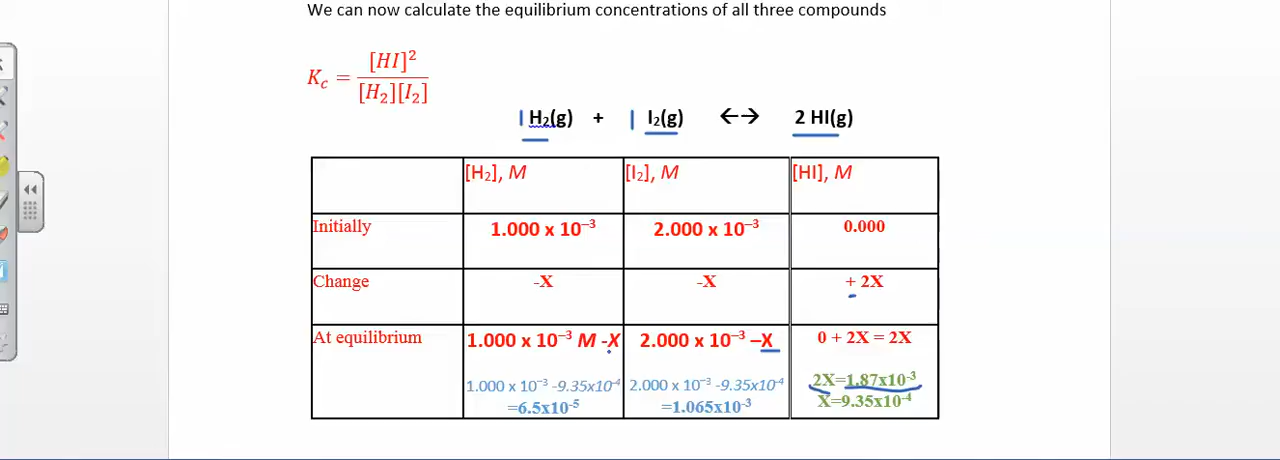 We can now calculate the equilibrium concentrations of all three compounds
K_c = [HI]² / [H₂][I₂]
| H₂(g) + | I₂(g) ←→ 2 HI(g)
[H₂], M [I₂], M [HI], M
Initially 1.000 x 10⁻³ 2.000 x 10⁻³ 0.000
Change -X -X + 2X
At equilibrium 1.000 x 10⁻³ M -X 2.000 x 10⁻³ –X 0 + 2X = 2X
1.000 x 10⁻³ -9.35x10⁻⁴ 2.000 x 10⁻³ -9.35x10⁻⁴ 2X=1.87x10⁻³
=6.5x10⁻⁵ =1.065x10⁻³ X=9.35x10⁻⁴